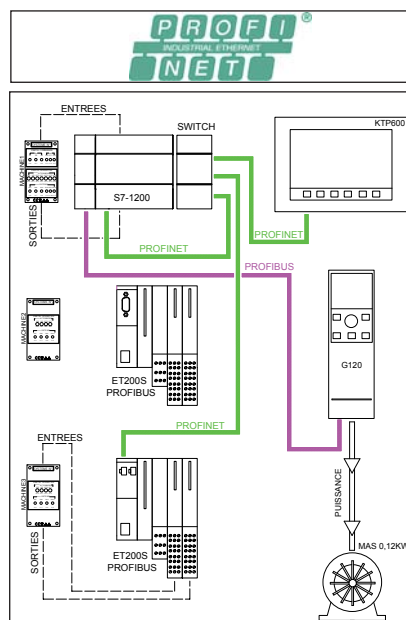 PROFI
®
INDUSTRIAL ETHERNET
NET
ENTREES
SWITCH
KTP600
MACHINE1
S7-1200
SORTIES
PROFINET
PROFINET
PROFIBUS
MACHINE2
G120
ET200S
PROFIBUS
PROFINET
ENTREES
MACHINE3
PUISSANCE
SORTIES
ET200S
PROFIBUS
MAS 0,12KW